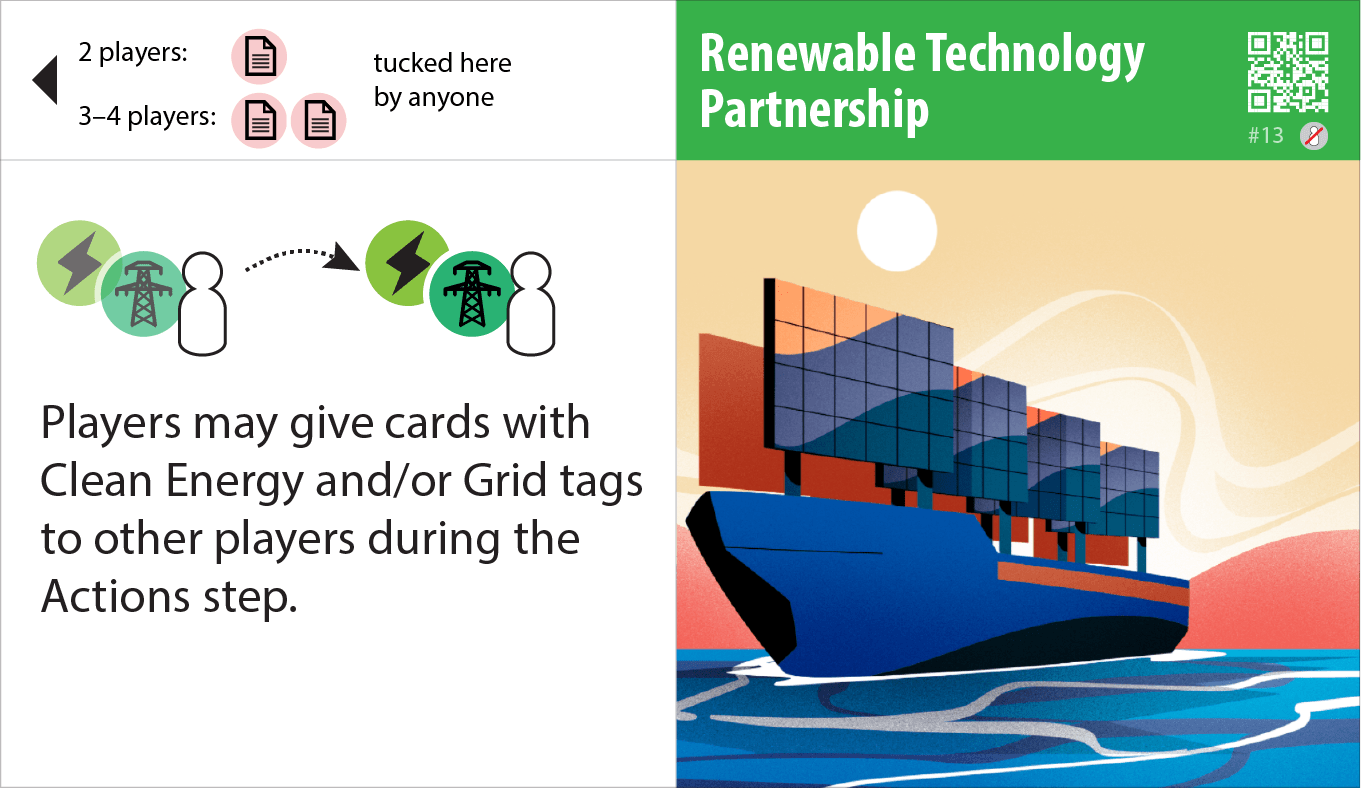 2 players:
3–4 players:
tucked here
by anyone
Renewable Technology
Partnership
#13
Players may give cards with
Clean Energy and/or Grid tags
to other players during the
Actions step.